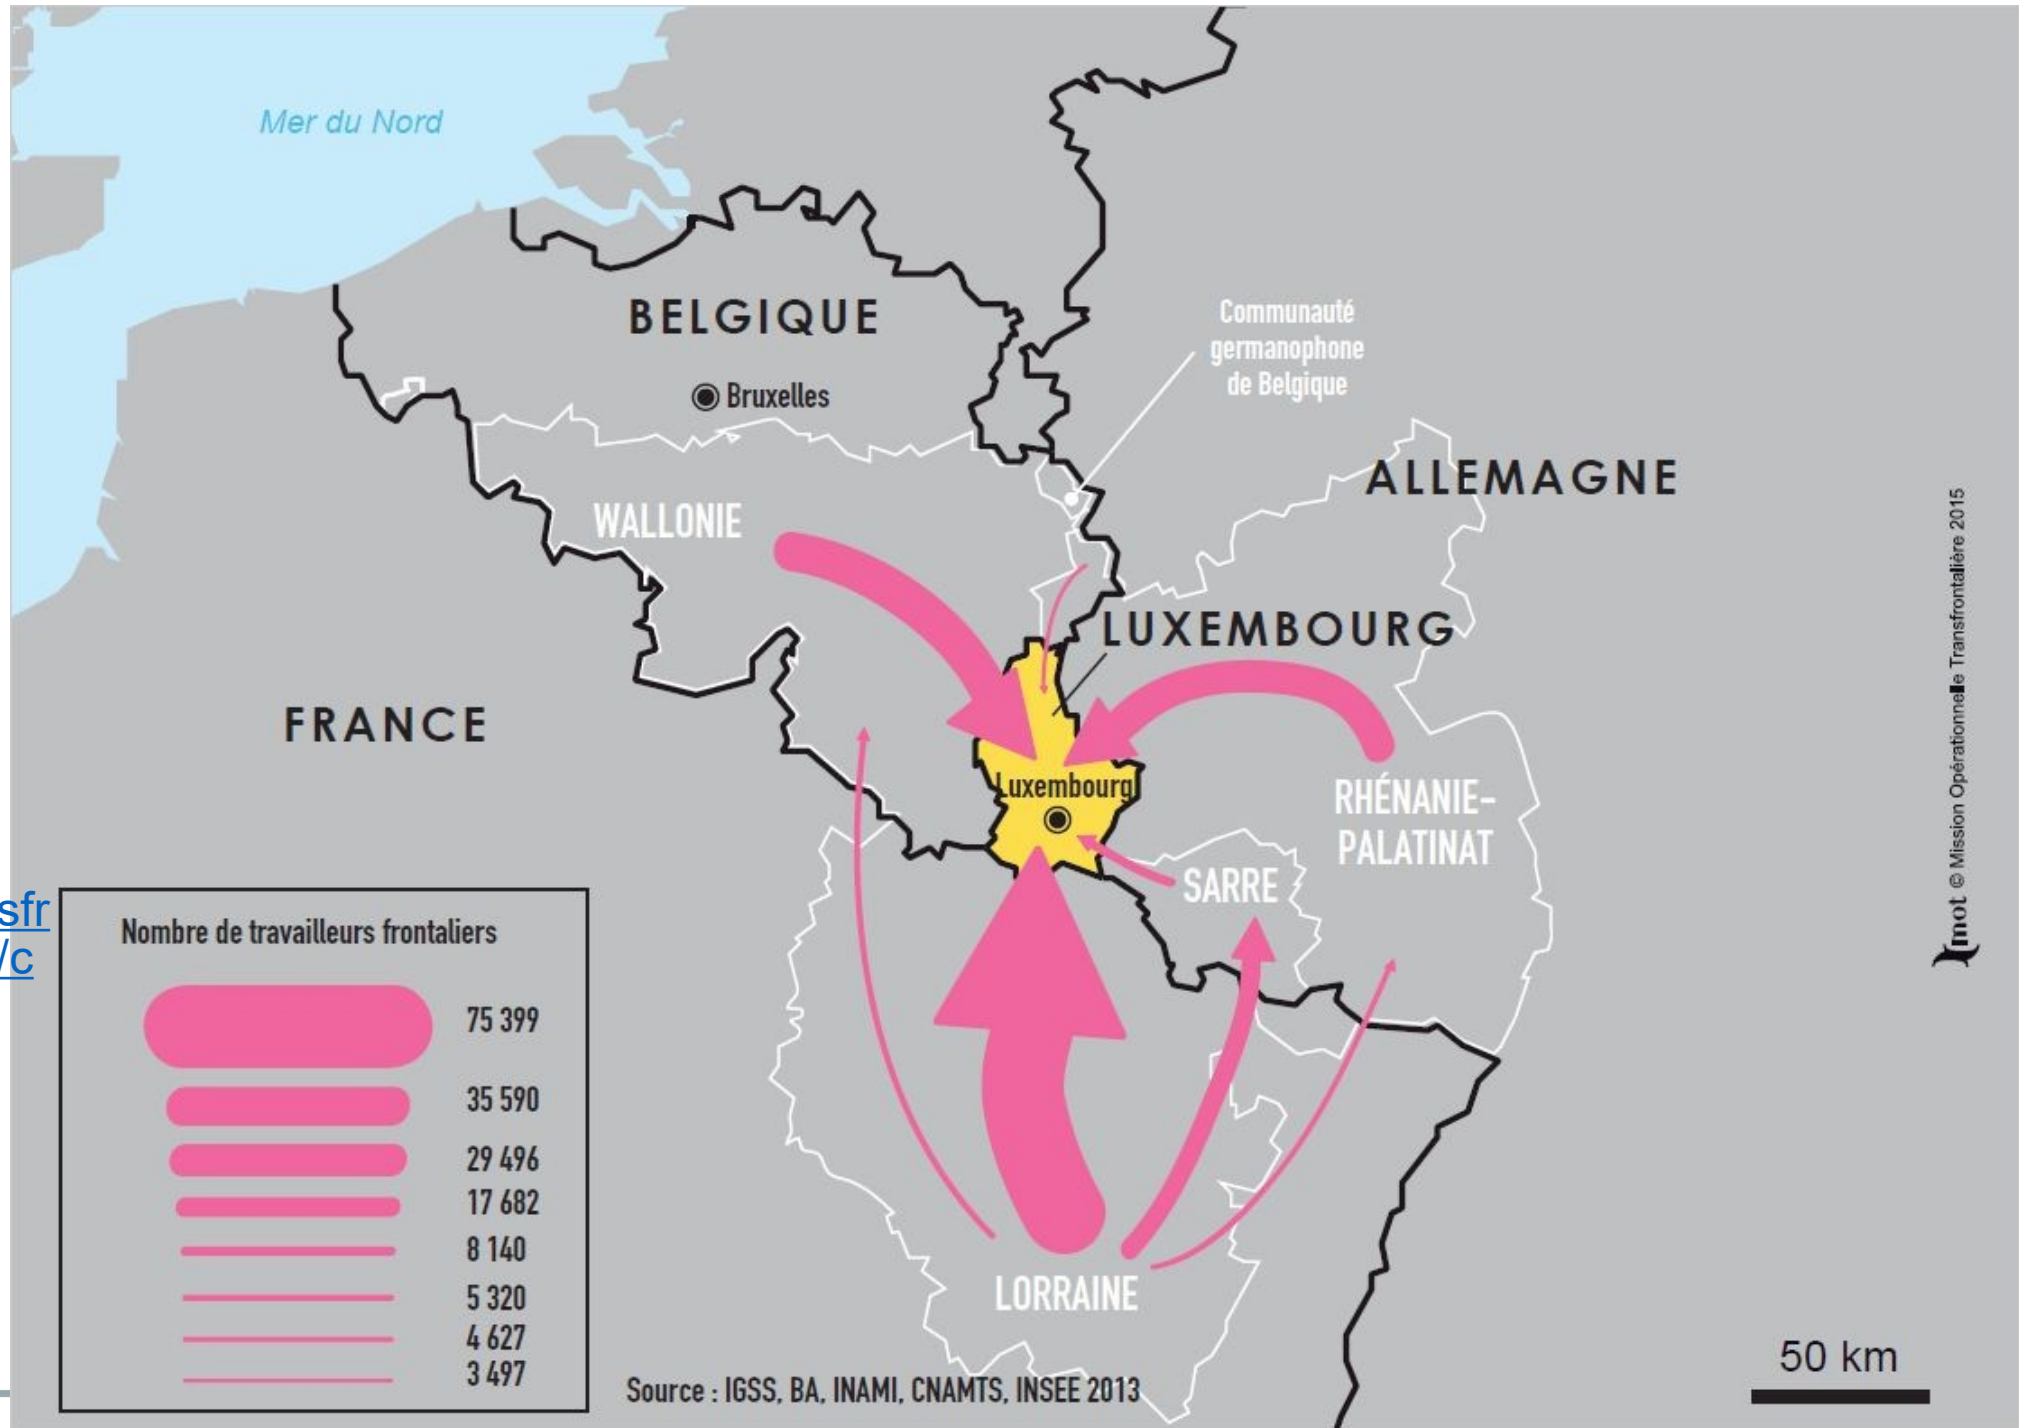 Mer du Nord
BELGIQUE
Bruxelles
Communauté
germanophone
de Belgique
ALLEMAGNE
WALLONIE
LUXEMBOURG
FRANCE
Luxembourg
RHÉNANIE-
PALATINAT
SARRE
LORRAINE
sfr
/c
Nombre de travailleurs frontaliers
75 399
35 590
29 496
17 682
8 140
5 320
4 627
3 497
Source : IGSS, BA, INAMI, CNAMTS, INSEE 2013
50 km
mot © Mission Opérationnelle Transfrontalière 2015